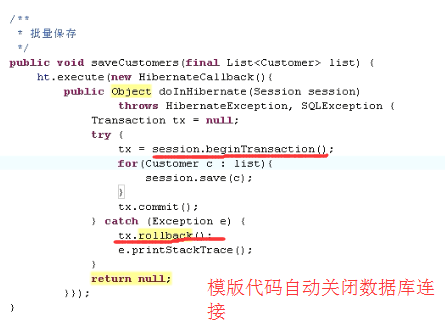 /**
 * 批量保存
 */
public void saveCustomers(final List<Customer> list) {
    ht.execute(new HibernateCallback(){
        public Object doInHibernate(Session session)
                throws HibernateException, SQLException {
            Transaction tx = null;
            try {
                tx = session.beginTransaction();
                for(Customer c : list){
                    session.save(c);
                }
                tx.commit();
            } catch (Exception e) {
                tx.rollback();
                e.printStackTrace();
            }
            return null;
        }});
}
模版代码自动关闭数据库连
接